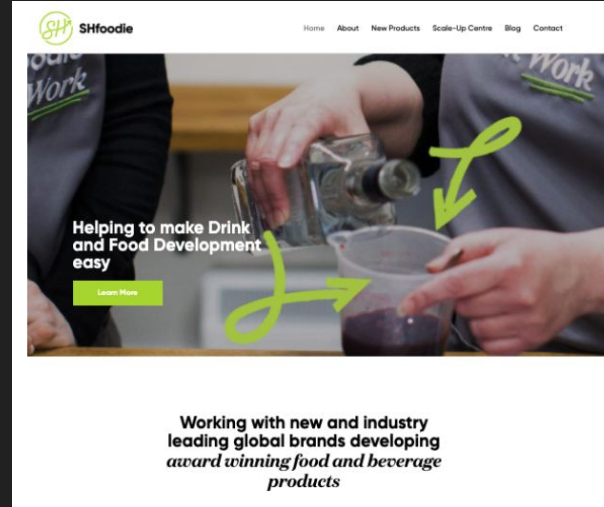 SH
SHfoodie
Home About New Products Scale-Up Centre Blog Contact
Work
Work
Helping to make Drink
and Food Development
easy
Learn More
Working with new and industry
leading global brands developing
award winning food and beverage
products